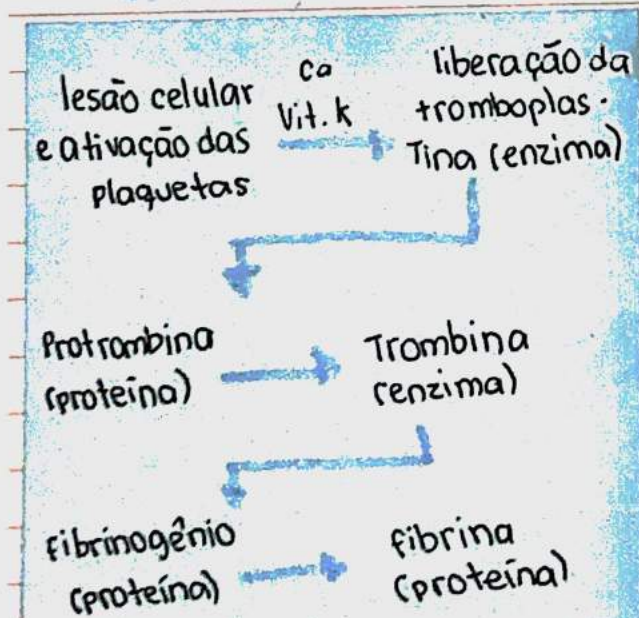 lesão celular
e ativação das
plaquetas
Ca
Vit. K
liberação da
tromboplas-
Tina (enzima)
Protrombina
(proteína)
Trombina
(enzima)
Fibrinogênio
(proteína)
fibrina
(proteína)